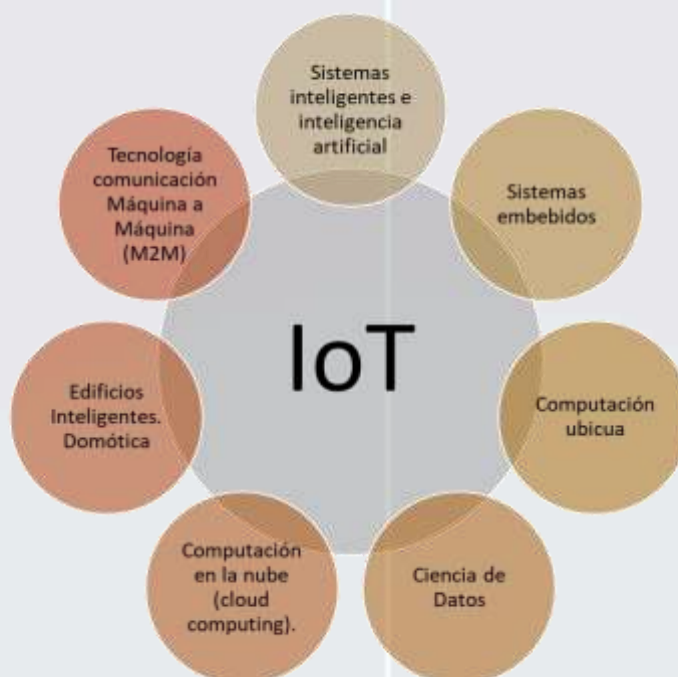 Sistemas
inteligentes e
inteligencia
artificial
Sistemas
embebidos
Computación
ubicua
Ciencia de
Datos
Computación
en la nube
(cloud
computing).
Edificios
Inteligentes.
Domótica
Tecnología
comunicación
Máquina a
Máquina
(M2M)
IoT